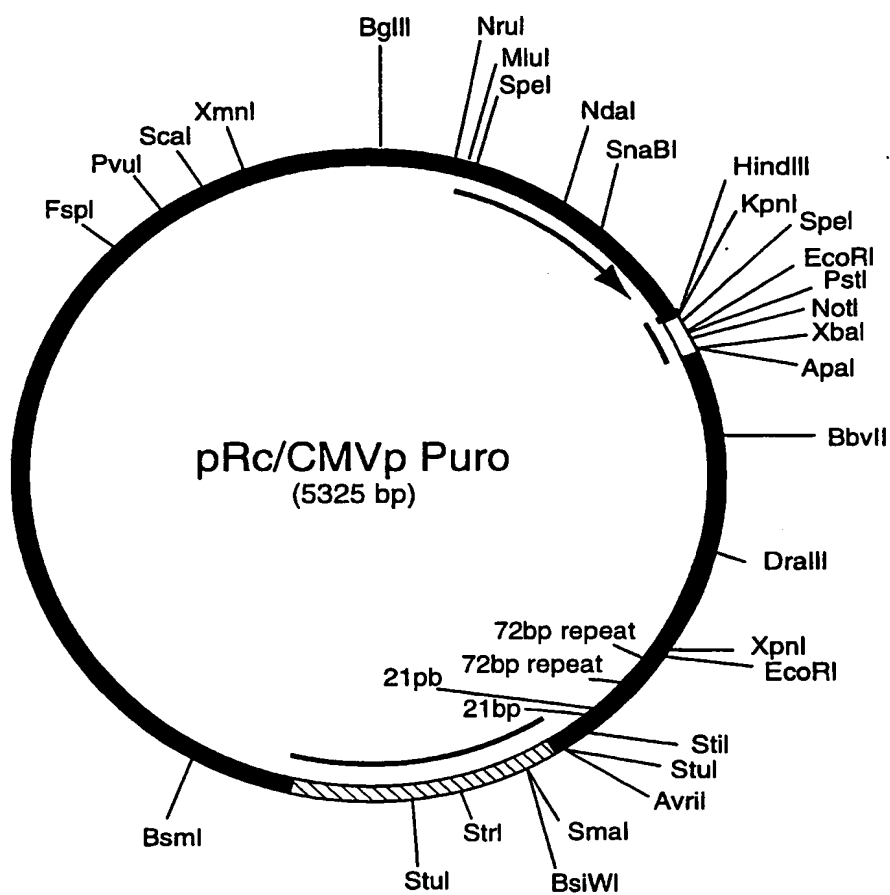 BglII
NruI
MluI
SpeI
XmnI
ScaI
PvuI
FspI
NdaI
SnaBI
HindIII
KpnI
SpeI
EcoRI
PstI
NotI
XbaI
ApaI
BbvII
DraIII
pRc/CMVp Puro
(5325 bp)
72bp repeat
72bp repeat
21pb
21bp
XpnI
EcoRI
StiI
StuI
AvriI
SmaI
BsiWI
StrI
StuI
BsmI